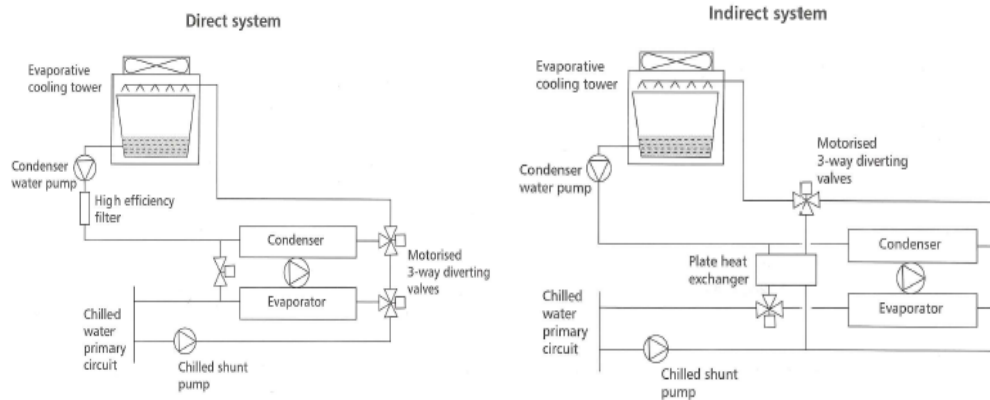 Direct system
Evaporative
cooling tower
Condenser
water pump
High efficiency
filter
Condenser
Motorised
3-way diverting
valves
Evaporator
Chilled
water
primary
circuit
Chilled shunt
pump
Indirect system
Evaporative
cooling tower
Motorised
3-way diverting
valves
Condenser
water pump
Condenser
Plate heat
exchanger
Evaporator
Chilled
water
primary
circuit
Chilled shunt
pump